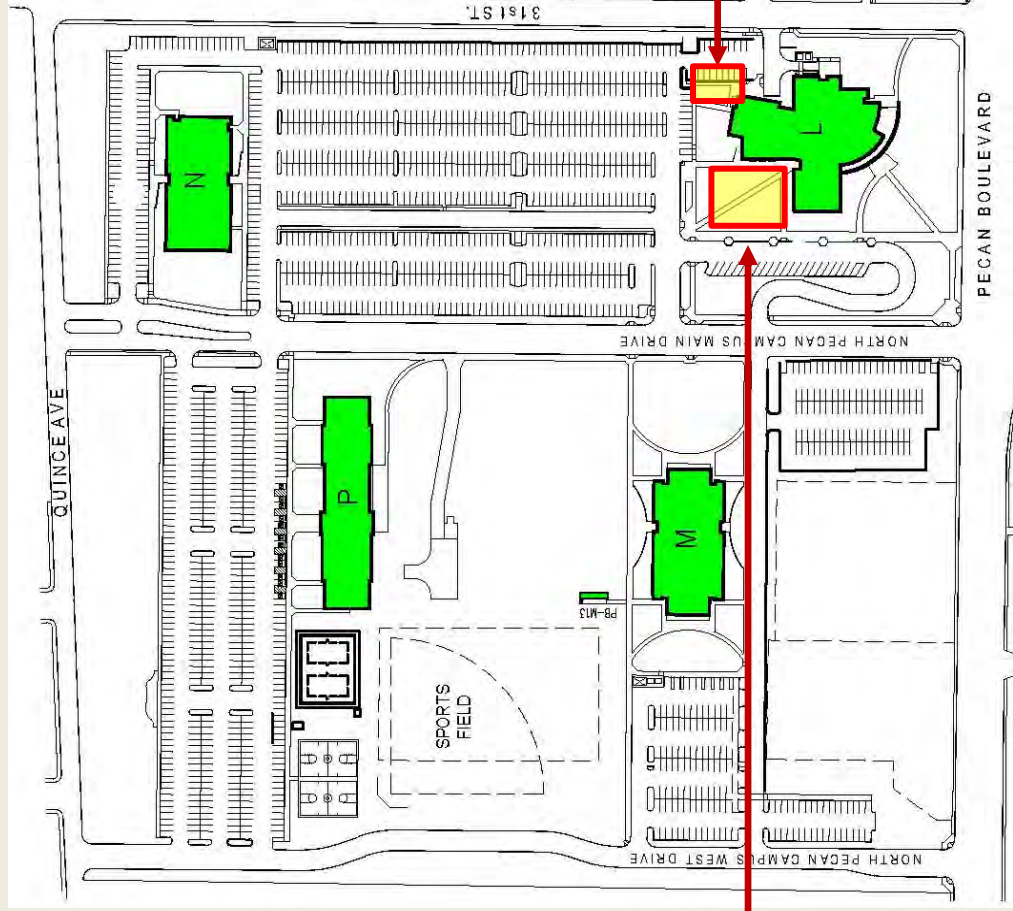 31st ST.
L
N
PECAN BOULEVARD
NORTH PECAN CAMPUS MAIN DRIVE
QUINCE AVE
P
M
PB-M13
SPORTS
FIELD
NORTH PECAN CAMPUS WEST DRIVE